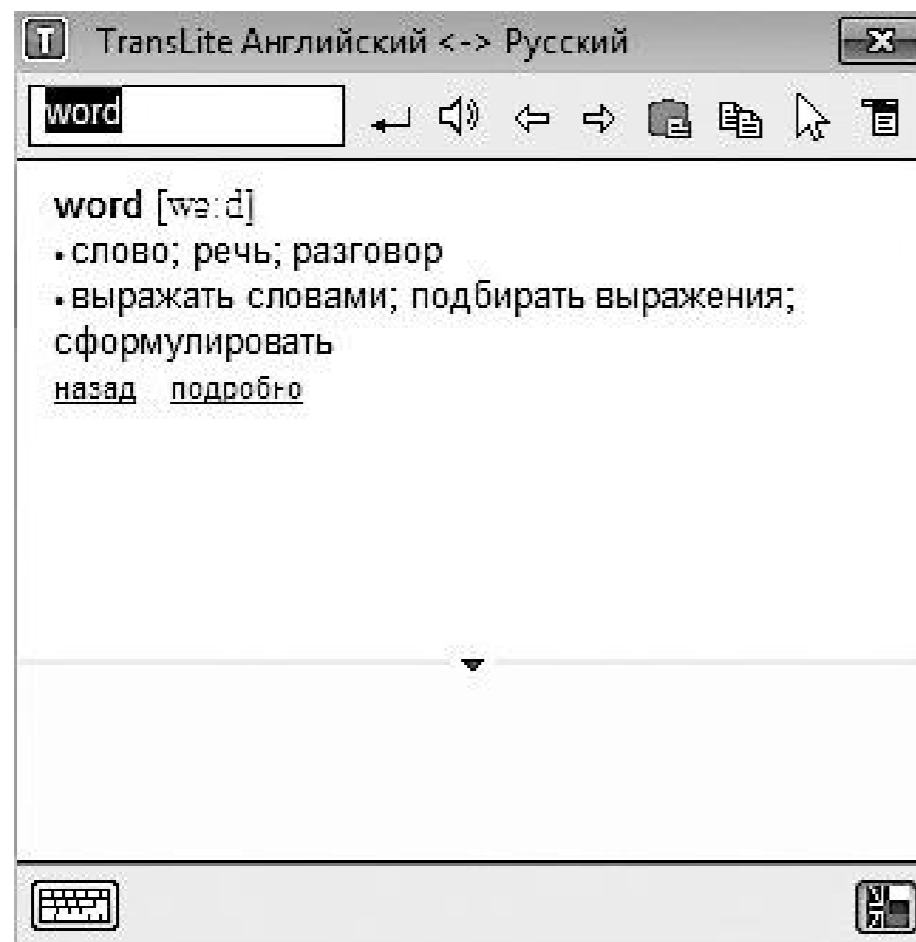 T TransLite Английский <-> Русский
word
word [wə:d]
•слово; речь; разговор
•выражать словами; подбирать выражения;
сформулировать
назад подробно